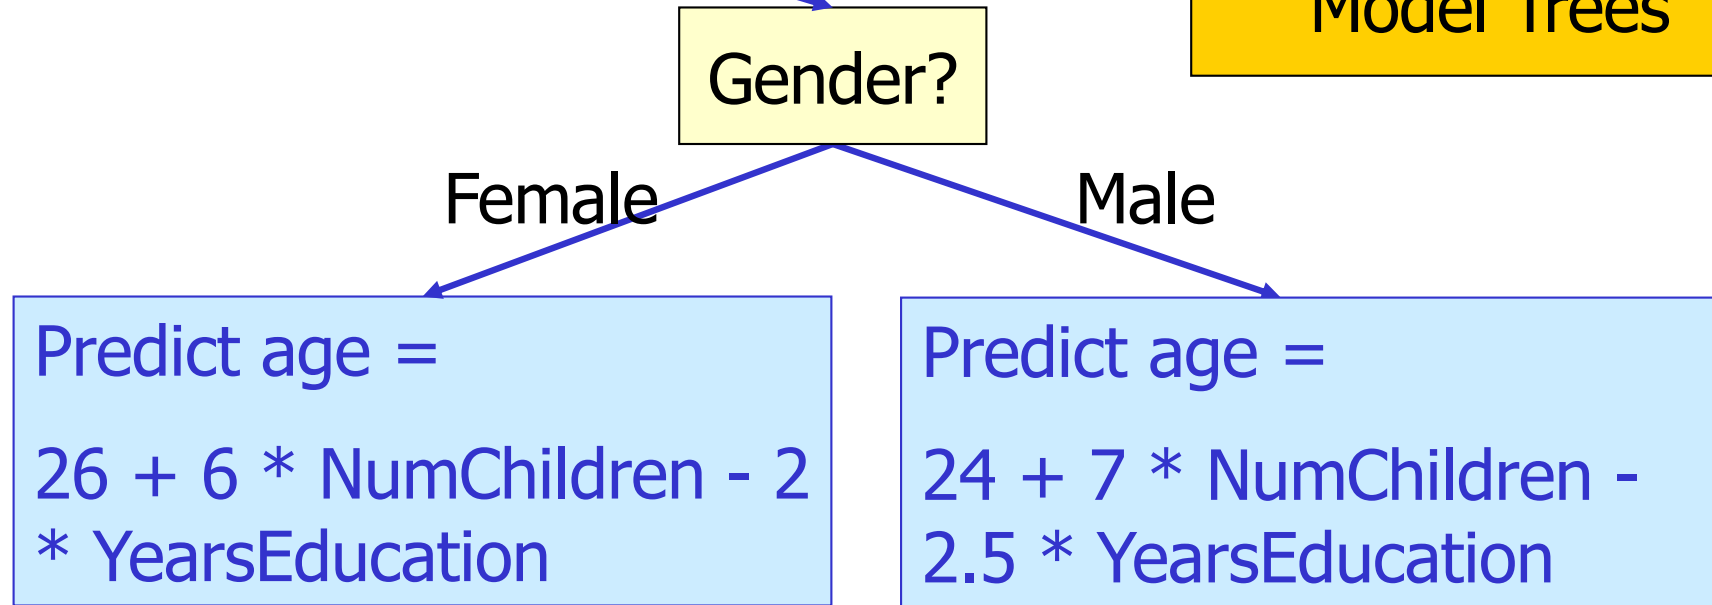 Model Trees
Gender?
Female
Male
Predict age =
26 + 6 * NumChildren - 2
* YearsEducation
Predict age =
24 + 7 * NumChildren -
2.5 * YearsEducation